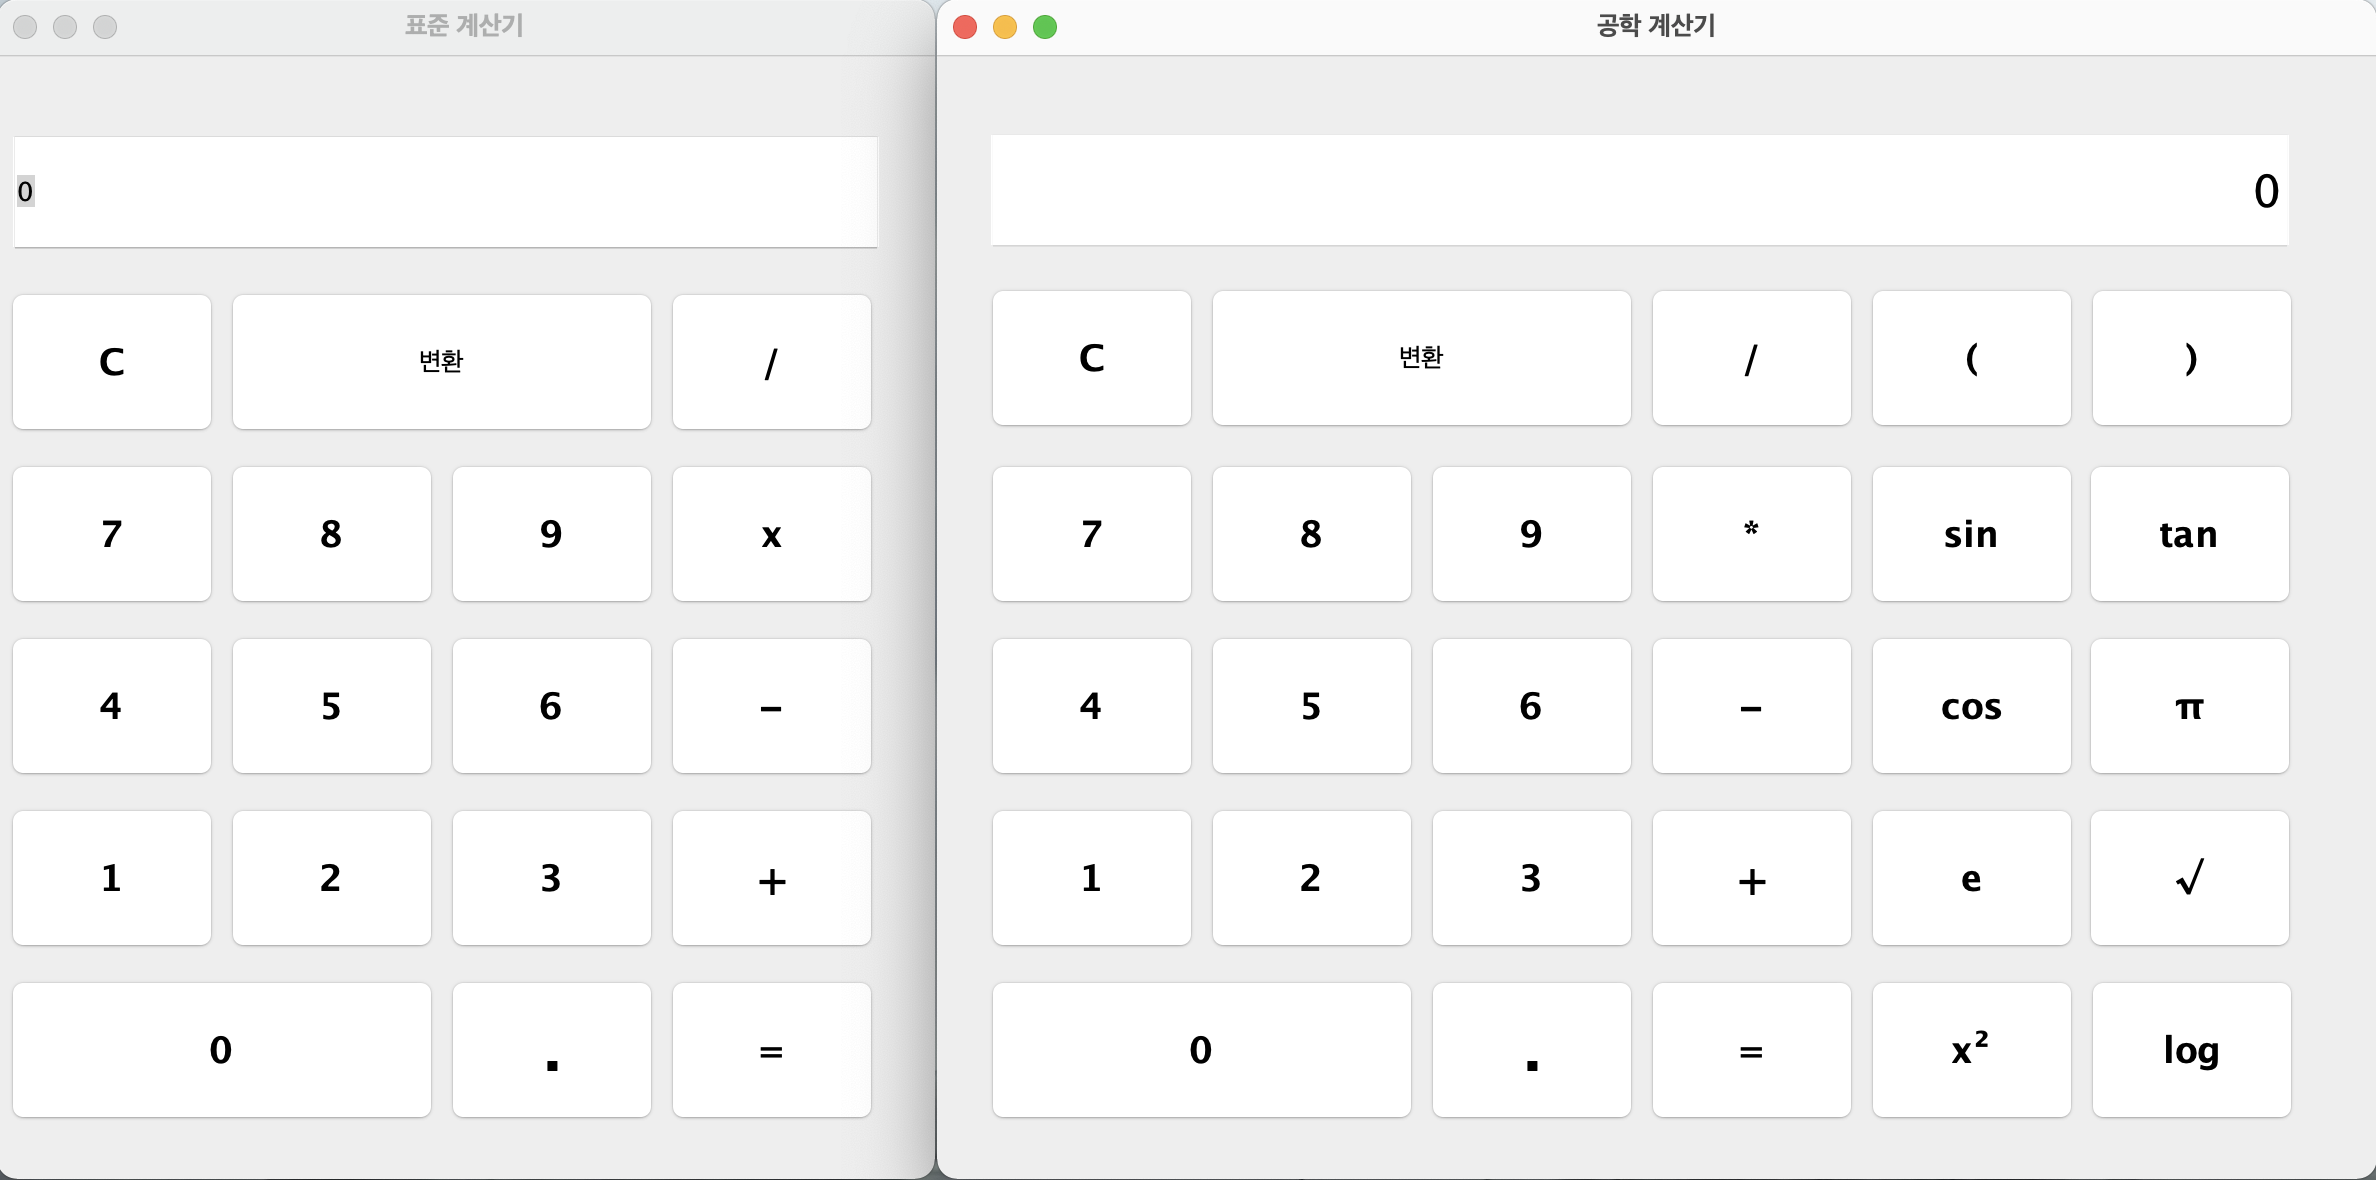 표준 계산기
0
C 변환 /
7 8 9 x
4 5 6 -
1 2 3 +
0 . =
공학 계산기
0
C 변환 / ( )
7 8 9 * sin tan
4 5 6 - cos π
1 2 3 + e √
0 . = x² log